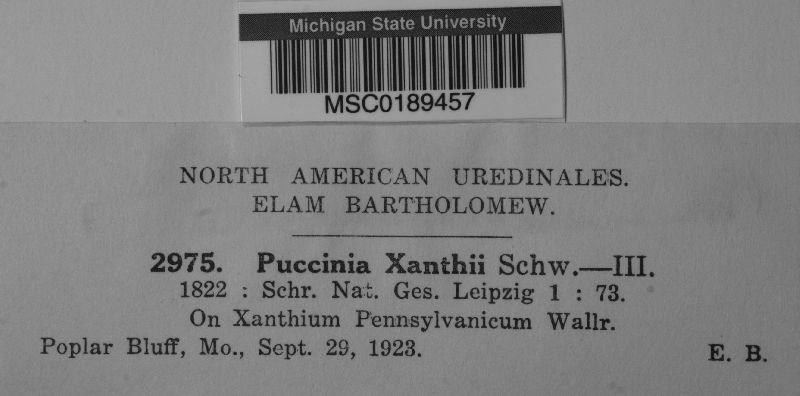 Michigan State University
MSC0189457
NORTH AMERICAN UREDINALES.
ELAM BARTHOLOMEW.
2975. Puccinia Xanthii Schw.—III.
1822 : Schr. Nat. Ges. Leipzig 1 : 73.
On Xanthium Pennsylvanicum Wallr.
Poplar Bluff, Mo., Sept. 29, 1923. E. B.